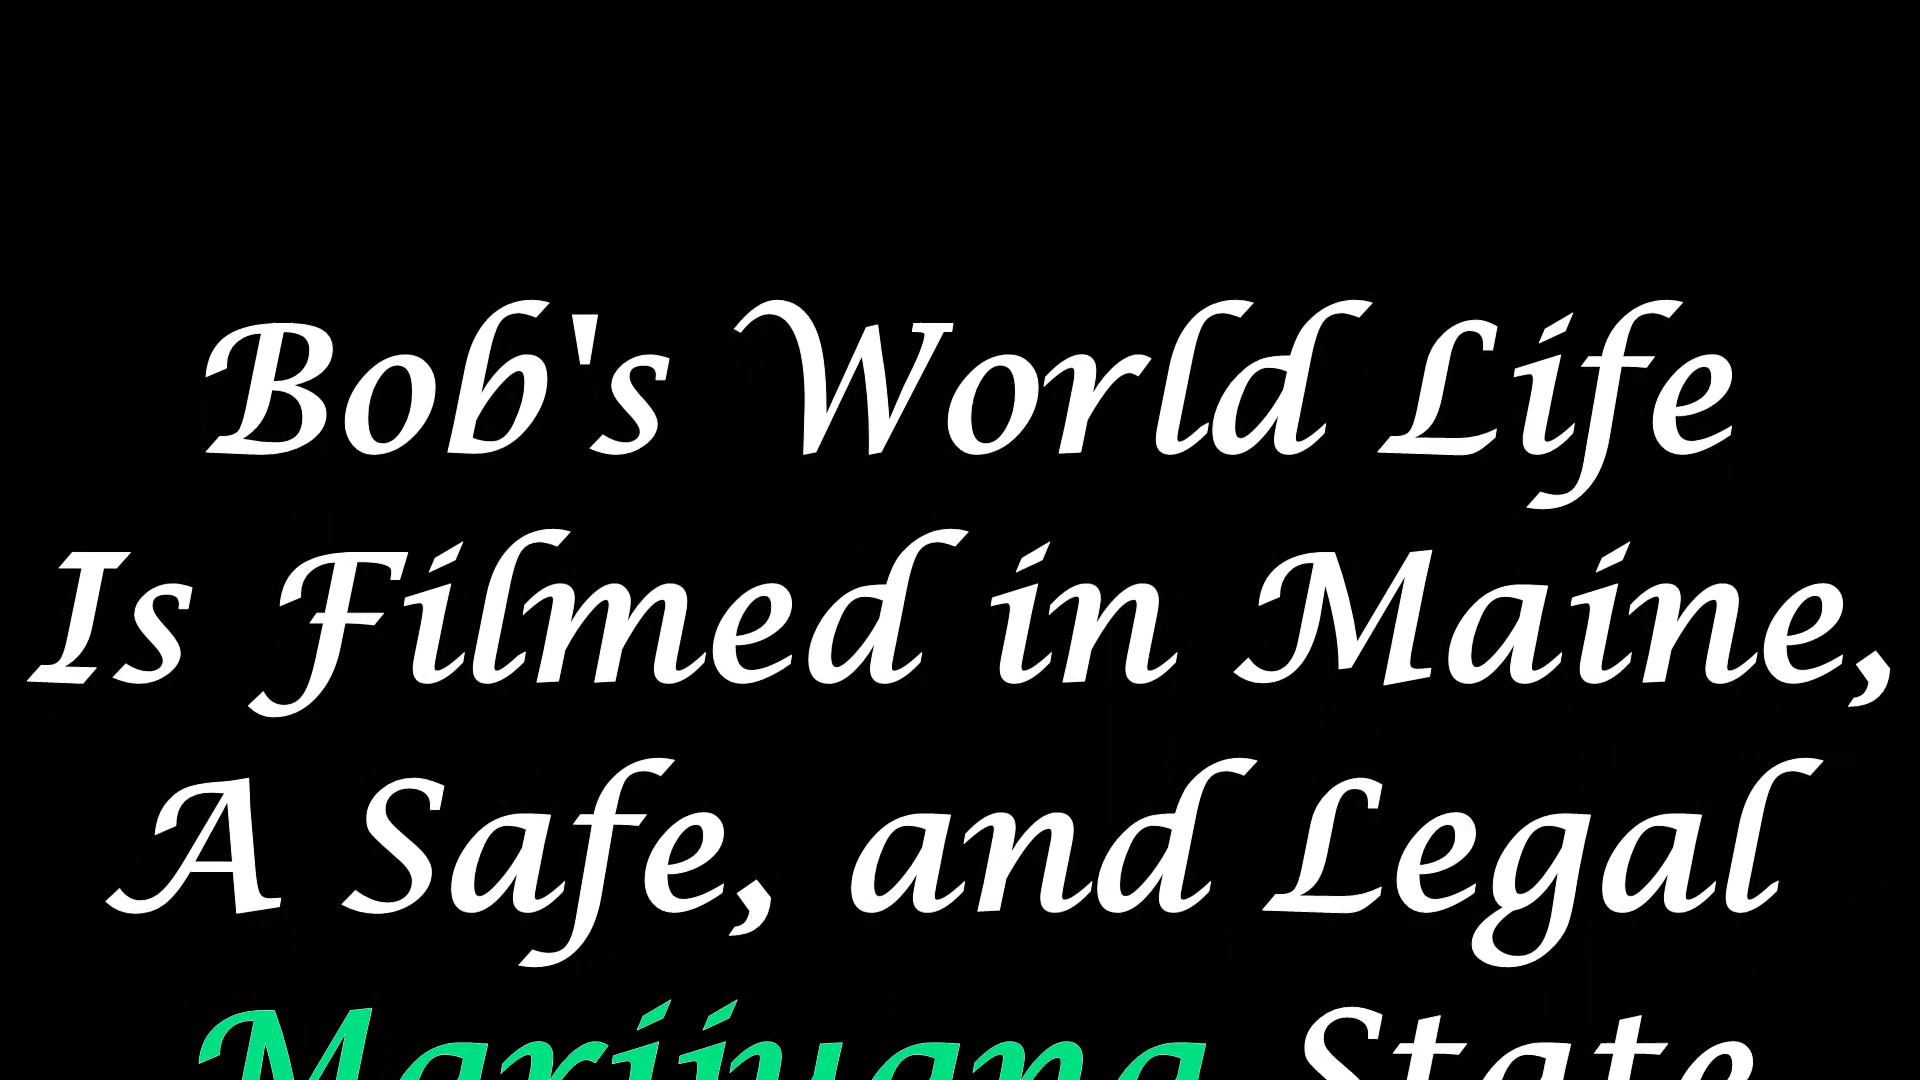 Bob's World Life
Is Filmed in Maine,
A Safe, and Legal
Marijuana State